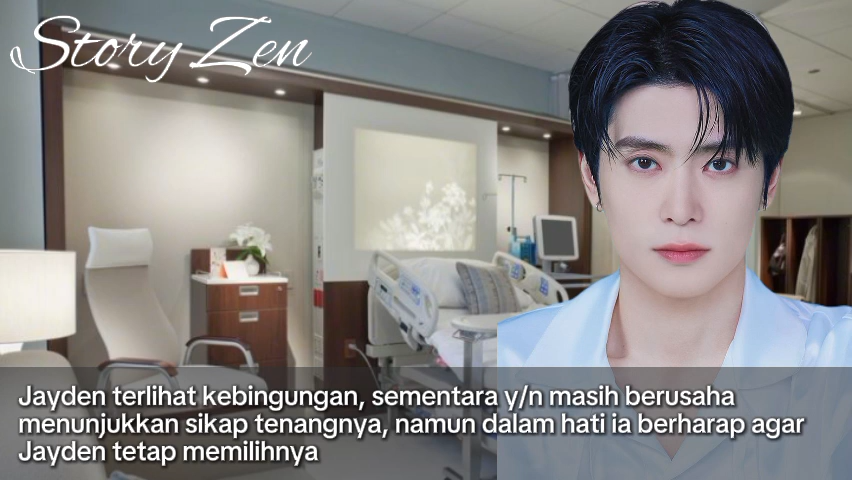 Story Zen
Jayden terlihat kebingungan, sementara y/n masih berusaha
menunjukkan sikap tenangnya, namun dalam hati ia berharap agar
Jayden tetap memilihnya